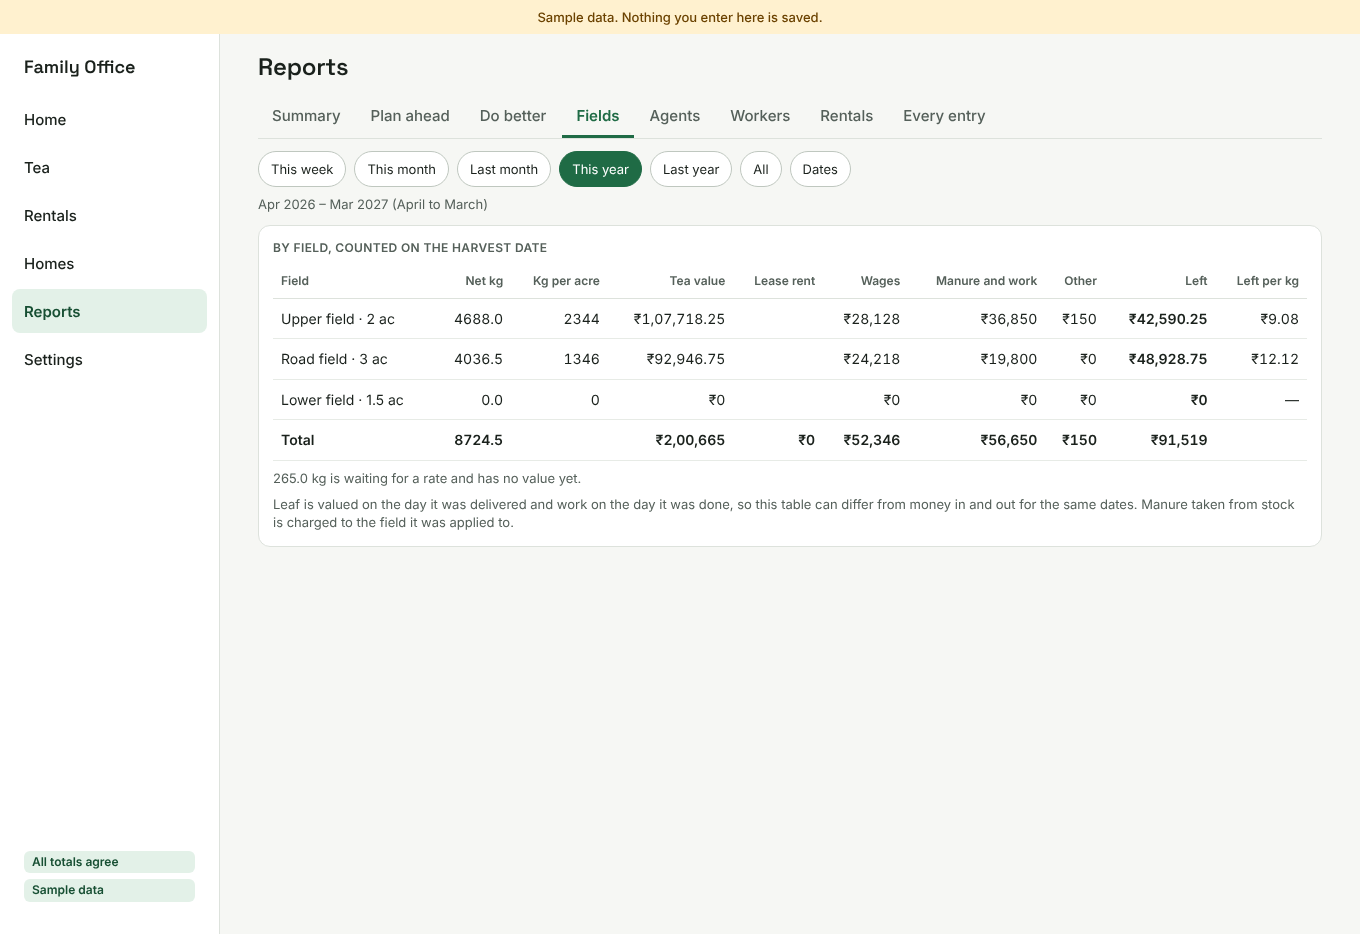 Sample data. Nothing you enter here is saved.
Family Office
Home
Tea
Rentals
Homes
Reports
Settings
All totals agree
Sample data
Reports
Summary Plan ahead Do better Fields Agents Workers Rentals Every entry
This week This month Last month This year Last year All Dates
Apr 2026 – Mar 2027 (April to March)
BY FIELD, COUNTED ON THE HARVEST DATE
Field Net kg Kg per acre Tea value Lease rent Wages Manure and work Other Left Left per kg
Upper field · 2 ac 4688.0 2344 ₹1,07,718.25 ₹28,128 ₹36,850 ₹150 ₹42,590.25 ₹9.08
Road field · 3 ac 4036.5 1346 ₹92,946.75 ₹24,218 ₹19,800 ₹0 ₹48,928.75 ₹12.12
Lower field · 1.5 ac 0.0 0 ₹0 ₹0 ₹0 ₹0 ₹0 —
Total 8724.5 ₹2,00,665 ₹0 ₹52,346 ₹56,650 ₹150 ₹91,519
265.0 kg is waiting for a rate and has no value yet.
Leaf is valued on the day it was delivered and work on the day it was done, so this table can differ from money in and out for the same dates. Manure taken from stock
is charged to the field it was applied to.